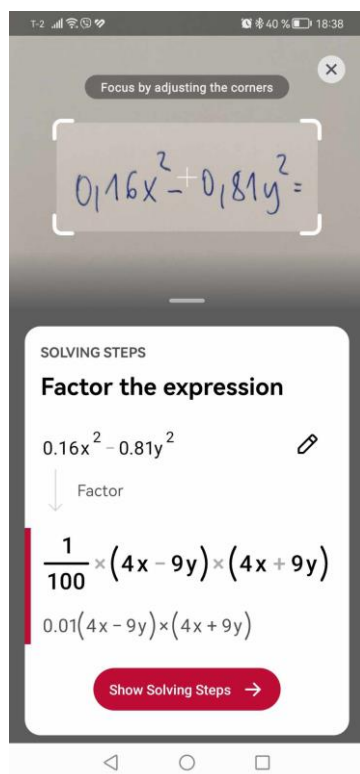 T-2 40 % 18:38
Focus by adjusting the corners
0,16x² - 0,81y² =
SOLVING STEPS
Factor the expression
0.16x² - 0.81y²
Factor
1/100 × (4x - 9y) × (4x + 9y)
0.01(4x - 9y) × (4x + 9y)
Show Solving Steps →